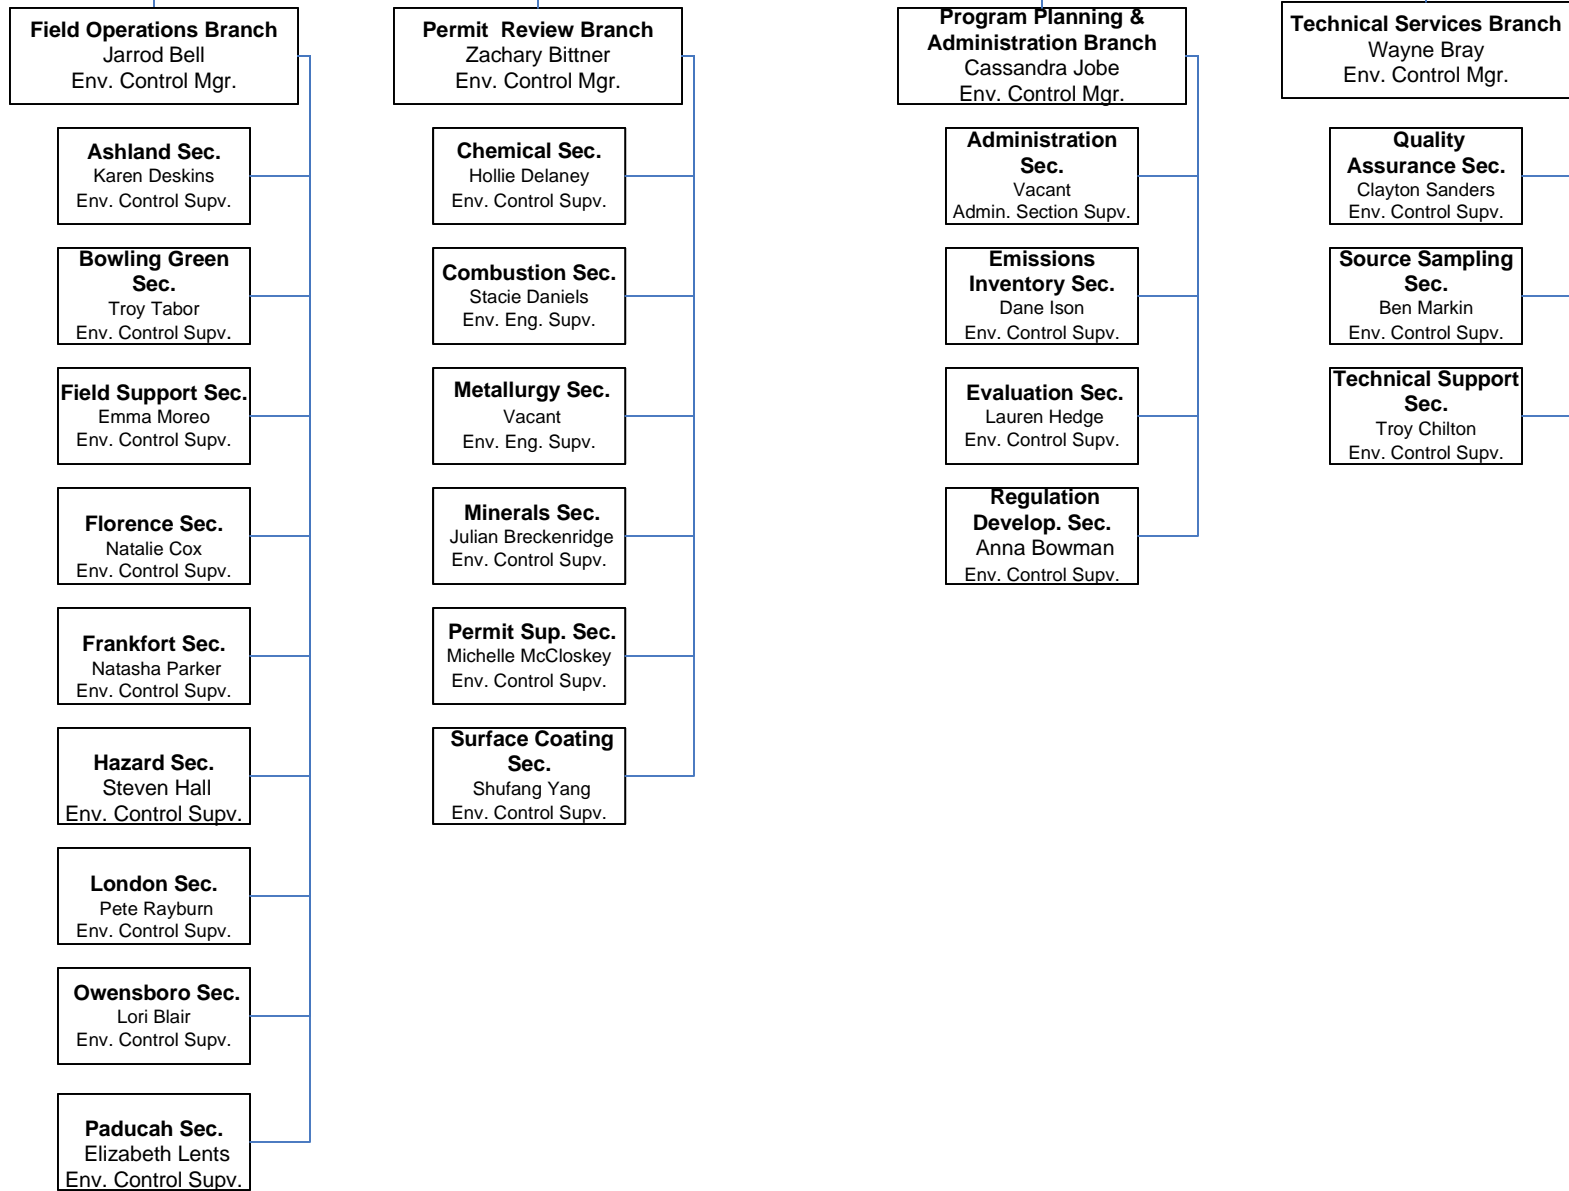 Field Operations Branch
Jarrod Bell
Env. Control Mgr.
Ashland Sec.
Karen Deskins
Env. Control Supv.
Bowling Green
Sec.
Troy Tabor
Env. Control Supv.
Field Support Sec.
Emma Moreo
Env. Control Supv.
Florence Sec.
Natalie Cox
Env. Control Supv.
Frankfort Sec.
Natasha Parker
Env. Control Supv.
Hazard Sec.
Steven Hall
Env. Control Supv.
London Sec.
Pete Rayburn
Env. Control Supv.
Owensboro Sec.
Lori Blair
Env. Control Supv.
Paducah Sec.
Elizabeth Lents
Env. Control Supv.
Permit Review Branch
Zachary Bittner
Env. Control Mgr.
Chemical Sec.
Hollie Delaney
Env. Control Supv.
Combustion Sec.
Stacie Daniels
Env. Eng. Supv.
Metallurgy Sec.
Vacant
Env. Eng. Supv.
Minerals Sec.
Julian Breckenridge
Env. Control Supv.
Permit Sup. Sec.
Michelle McCloskey
Env. Control Supv.
Surface Coating
Sec.
Shufang Yang
Env. Control Supv.
Program Planning &
Administration Branch
Cassandra Jobe
Env. Control Mgr.
Administration
Sec.
Vacant
Admin. Section Supv.
Emissions
Inventory Sec.
Dane Ison
Env. Control Supv.
Evaluation Sec.
Lauren Hedge
Env. Control Supv.
Regulation
Develop. Sec.
Anna Bowman
Env. Control Supv.
Technical Services Branch
Wayne Bray
Env. Control Mgr.
Quality
Assurance Sec.
Clayton Sanders
Env. Control Supv.
Source Sampling
Sec.
Ben Markin
Env. Control Supv.
Technical Support
Sec.
Troy Chilton
Env. Control Supv.